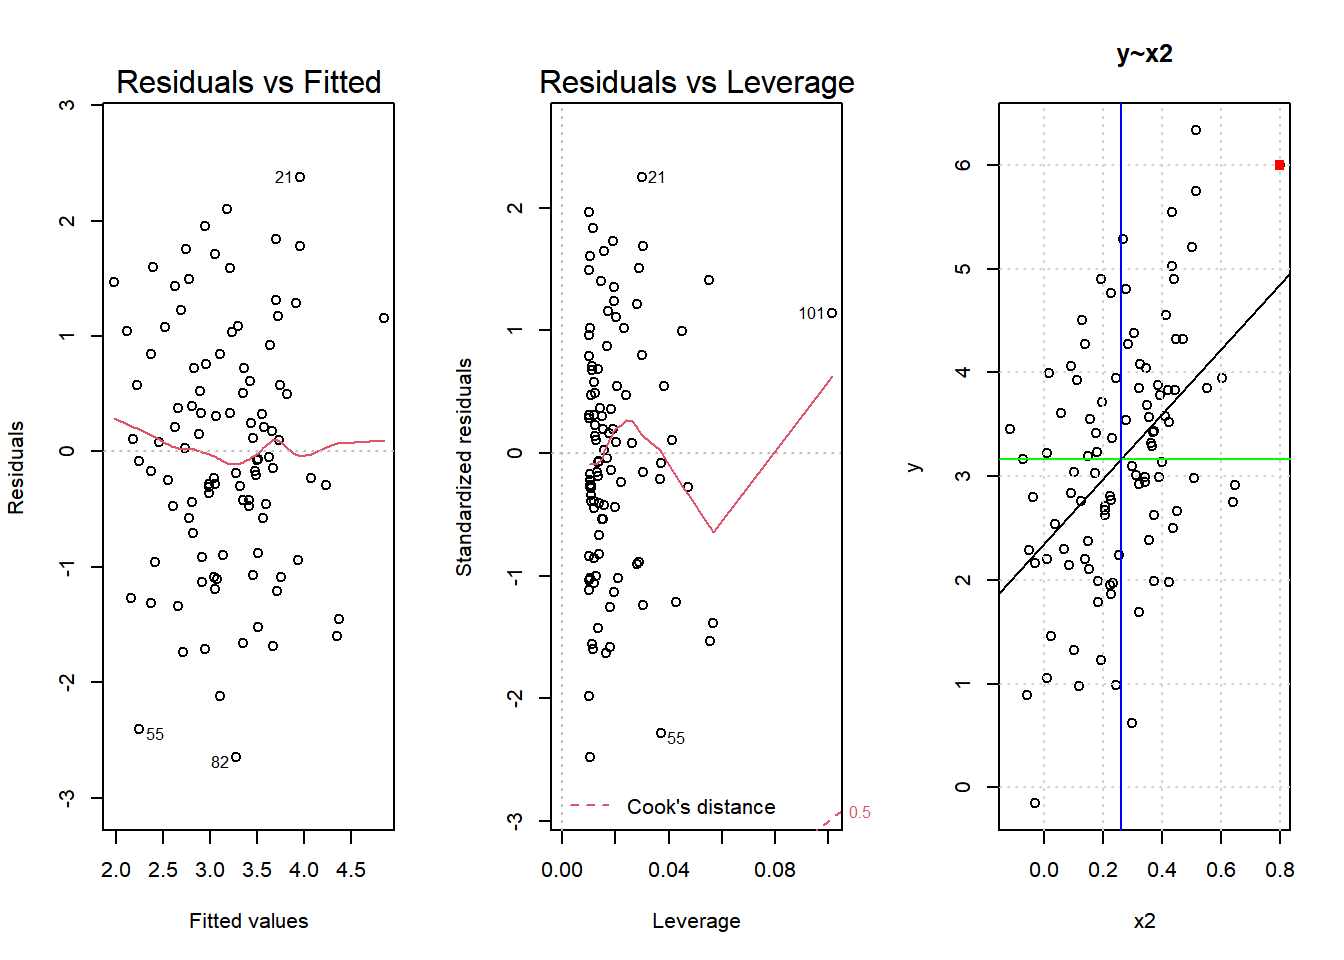 Residuals vs Fitted
Residuals
3
2
1
0
-1
-2
-3
21
55
82
2.0 2.5 3.0 3.5 4.0 4.5
Fitted values
Residuals vs Leverage
Standardized residuals
2
1
0
-1
-2
-3
21
101
55
Cook's distance
0.5
0.00 0.04 0.08
Leverage
y~x2
y
6
5
4
3
2
1
0
0.0 0.2 0.4 0.6 0.8
x2